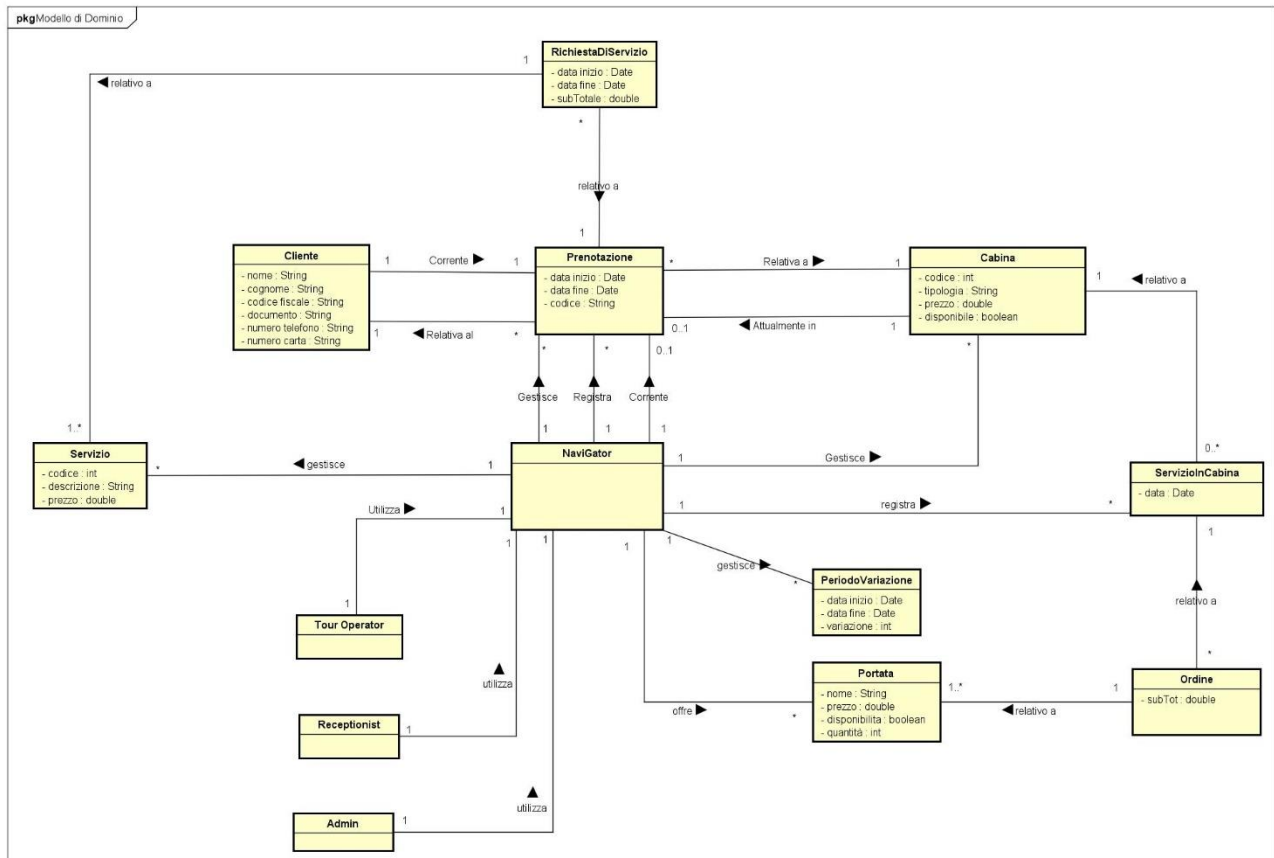 pkg Modello di Dominio
RichiestaDiServizio
- data inizio : Date
- data fine : Date
- subTotale : double
1
◀ relativo a
*
relativo a
1
Cliente
- nome : String
- cognome : String
- codice fiscale : String
- documento : String
- numero telefono : String
- numero carta : String
1
Corrente ▶
1
1
◀ Relativa al
*
Prenotazione
- data inizio : Date
- data fine : Date
- codice : String
*
Relativa a ▶
1
0..1
◀ Attualmente in
1
Cabina
- codice : int
- tipologia : String
- prezzo : double
- disponibile : boolean
1
◀ relativo a
*
*
*
0..1
Gestisce
Registra
Corrente
1
1
1
1..*
Servizio
- codice : int
- descrizione : String
- prezzo : double
*
◀ gestisce
1
NaviGator
1
Gestisce ▶
0..*
ServizioInCabina
- data : Date
1
registra ▶
*
1
Utilizza ▶
1
1
1
1
1
1
gestisce ▶
*
PeriodoVariazione
- data inizio : Date
- data fine : Date
- variazione : int
relativo a
1
Tour Operator
utilizza
*
Portata
- nome : String
- prezzo : double
- disponibilita : boolean
- quantità : int
1..*
◀ relativo a
1
Ordine
- subTot : double
offre ▶
*
Receptionist
1
utilizza
Admin
1